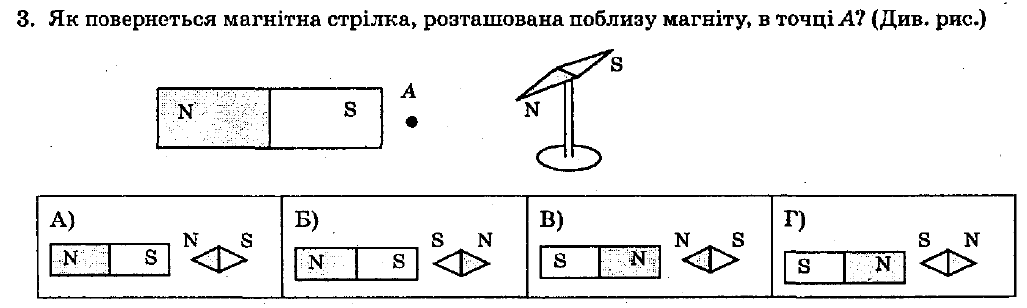 3. Як повернеться магнітна стрілка, розташована поблизу магніту, в точці А? (Див. рис.)
N S A N S
А) N S N S
Б) N S S N
В) S N N S
Г) S N S N